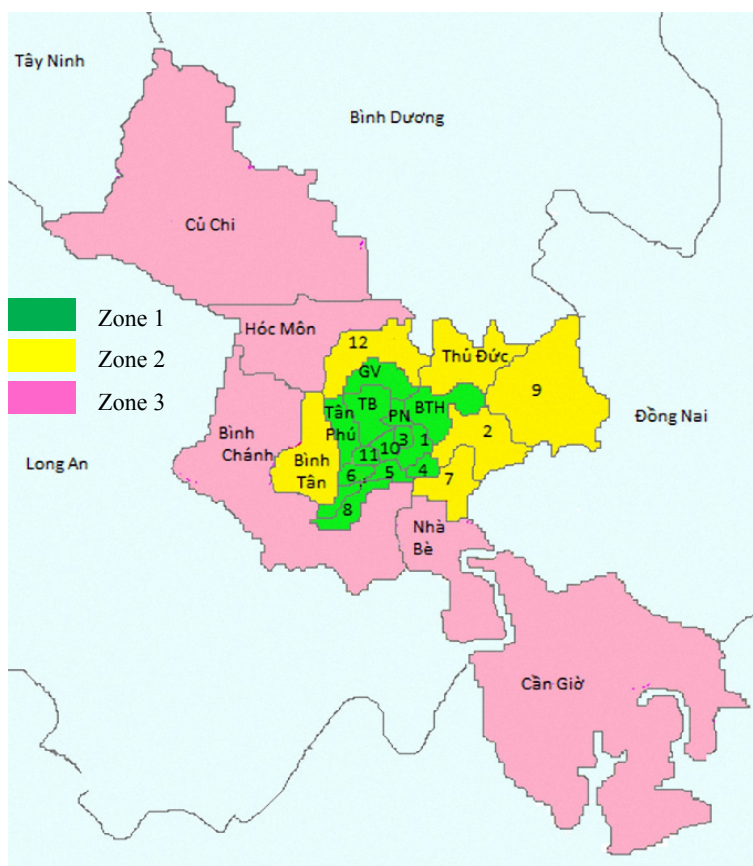 Tây Ninh
Bình Dương
Củ Chi
Zone 1
Hóc Môn
12
Thủ Đức
Zone 2
GV
9
Zone 3
TB
BTH
Tân
Phú
PN
Đồng Nai
Bình
Chánh
3
1
2
10
11
Long An
Bình
Tân
6
5
4
7
8
Nhà
Bè
Cần Giờ